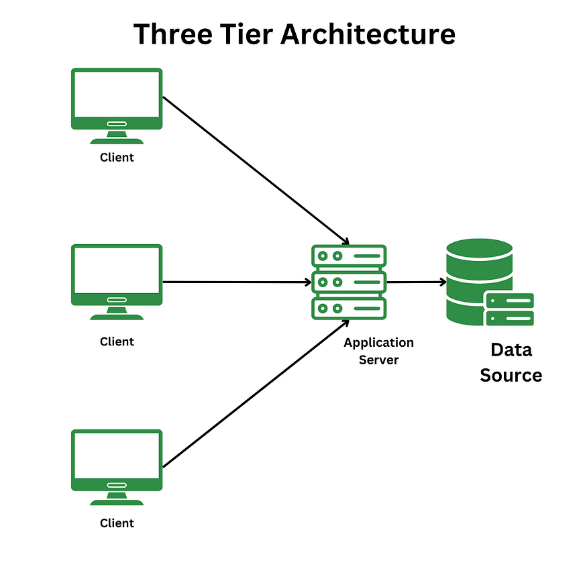 Three Tier Architecture
Client
Client
Application
Server
Data
Source
Client